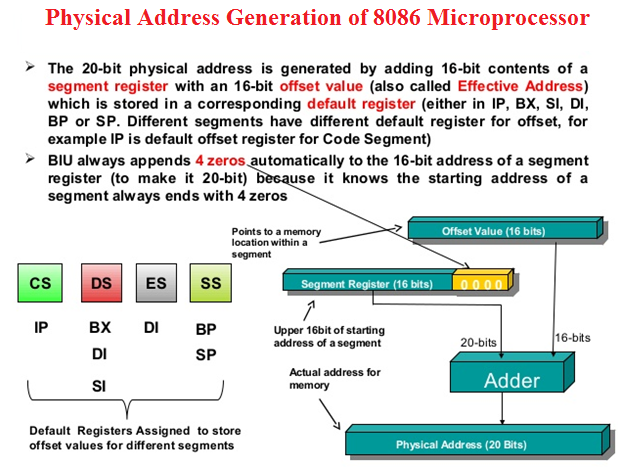 Physical Address Generation of 8086 Microprocessor
The 20-bit physical address is generated by adding 16-bit contents of a
segment register with an 16-bit offset value (also called Effective Address)
which is stored in a corresponding default register (either in IP, BX, SI, DI,
BP or SP. Different segments have different default register for offset, for
example IP is default offset register for Code Segment)
BIU always appends 4 zeros automatically to the 16-bit address of a segment
register (to make it 20-bit) because it knows the starting address of a
segment always ends with 4 zeros
Points to a memory
location within a
segment
Offset Value (16 bits)
CS DS ES SS
Segment Register (16 bits) 0 0 0 0
IP BX DI BP
DI SP
SI
Upper 16bit of starting
address of a segment
20-bits
16-bits
Actual address for
memory
Adder
Default Registers Assigned to store
offset values for different segments
Physical Address (20 Bits)